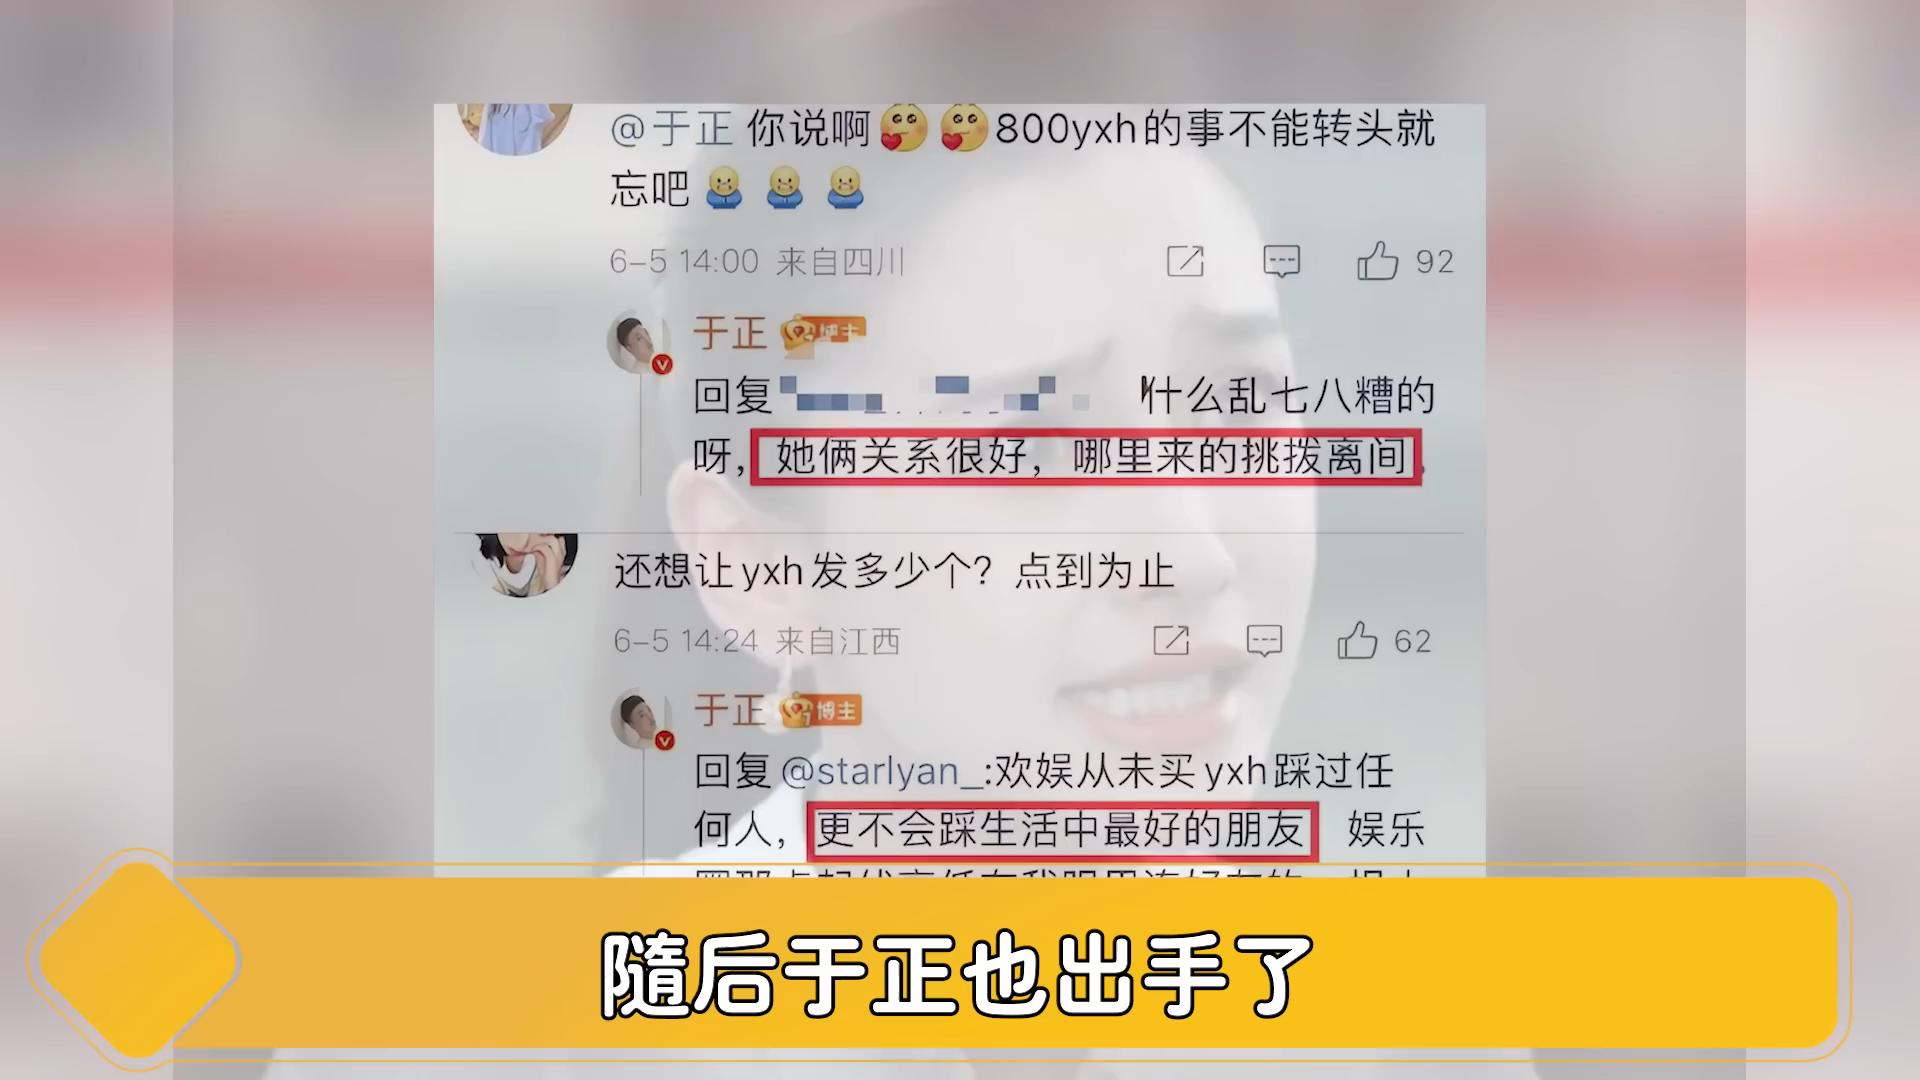 @于正 你说啊800yxh的事不能转头就
忘吧
6-5 14:00 来自四川
92
于正 博主
回复
什么乱七八糟的
呀，她俩关系很好，哪里来的挑拨离间
还想让yxh发多少个？点到为止
6-5 14:24 来自江西
62
于正 博主
回复@starlyan_:欢娱从未买yxh踩过任
何人，更不会踩生活中最好的朋友 娱乐
随后于正也出手了